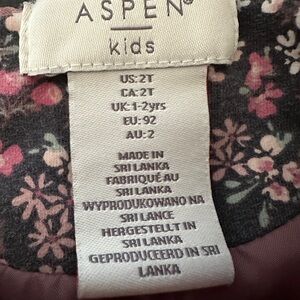 ASPEN®
kids
US: 2T
CA: 2T
UK: 1-2yrs
EU: 92
AU: 2
MADE IN
SRI LANKA
FABRIQUÉ AU
SRI LANKA
WYPRODUKOWANO NA
SRI LANCE
HERGESTELLT IN
SRI LANKA
GEPRODUCEERD IN SRI
LANKA